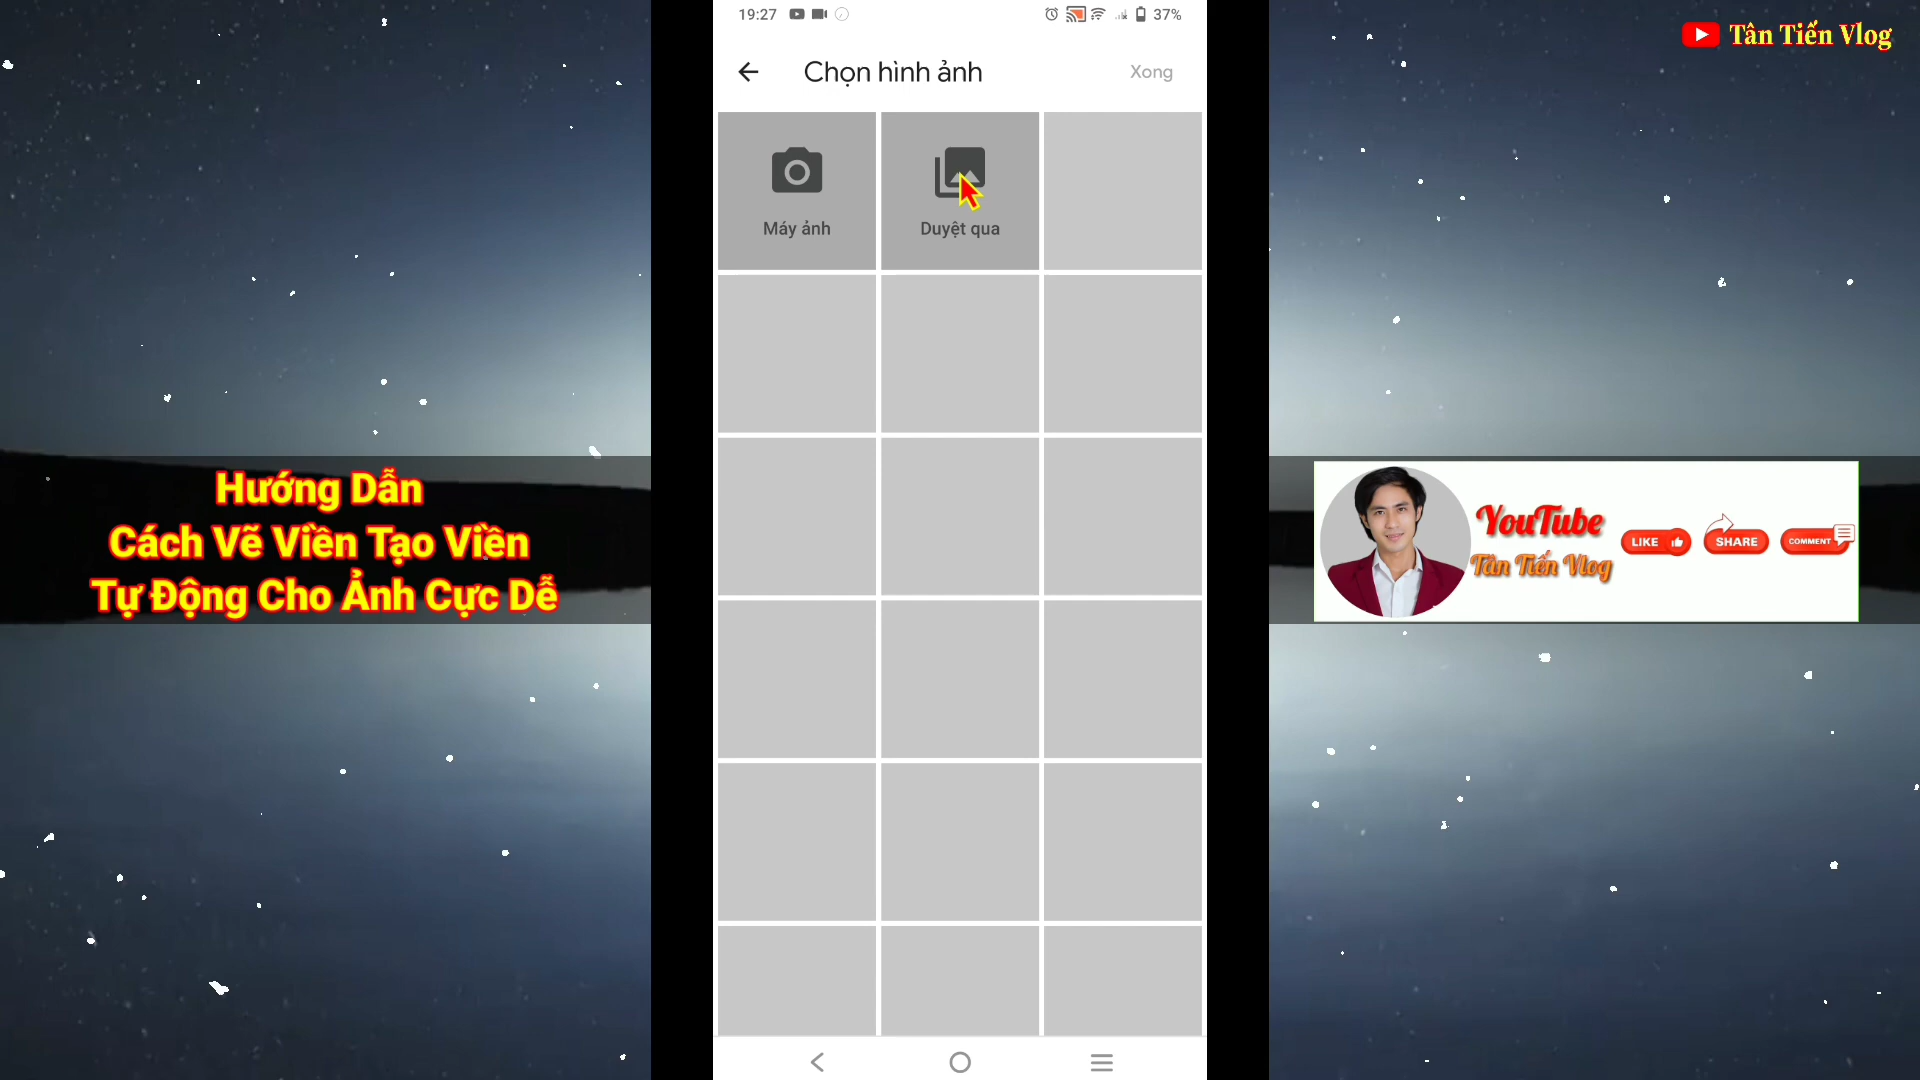 19:27
37%
Tân Tiến Vlog
Chọn hình ảnh
Xong
Máy ảnh
Duyệt qua
Hướng Dẫn
Cách Vẽ Viền Tạo Viền
Tự Động Cho Ảnh Cực Dễ
YouTube
Tân Tiến Vlog
LIKE
SHARE
COMMENT